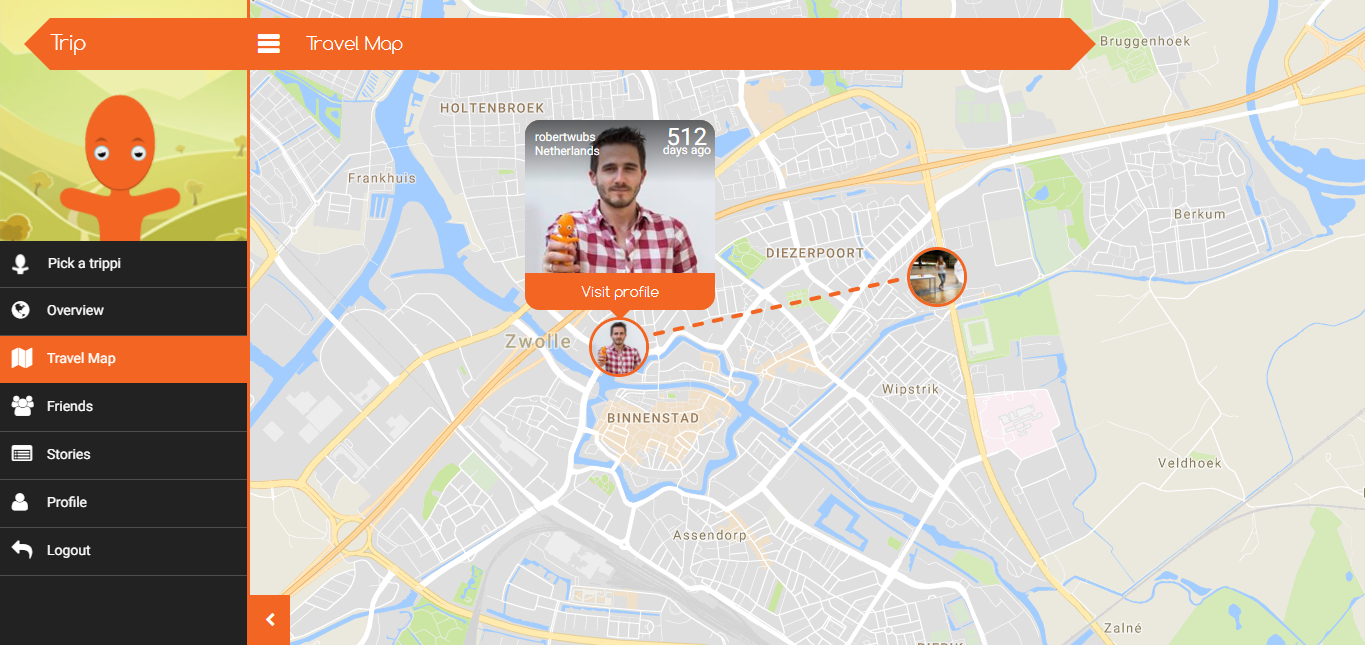 Trip
Travel Map
Pick a trippi
Overview
Travel Map
Friends
Stories
Profile
Logout
Bruggenhoek
HOLTENBROEK
robertwubs
Netherlands
512
days ago
Frankhuis
Berkum
DIEZERPOORT
Visit profile
Zwolle
Wipstrik
BINNENSTAD
Veldhoek
Assendorp
Zalné